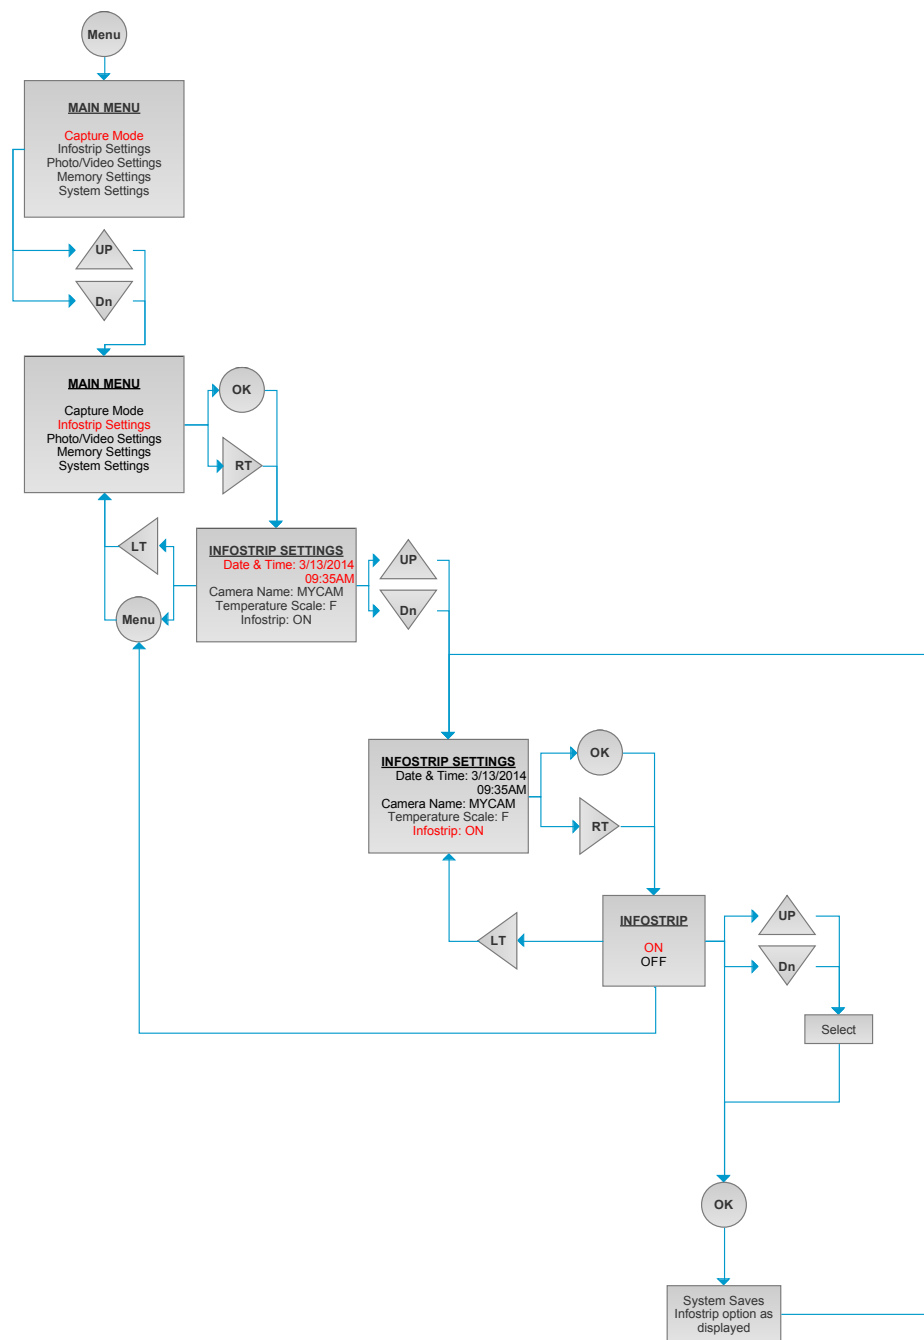 Menu
MAIN MENU
Capture Mode
Infostrip Settings
Photo/Video Settings
Memory Settings
System Settings
UP
Dn
MAIN MENU
Capture Mode
Infostrip Settings
Photo/Video Settings
Memory Settings
System Settings
OK
RT
LT
Menu
INFOSTRIP SETTINGS
Date & Time: 3/13/2014
09:35AM
Camera Name: MYCAM
Temperature Scale: F
Infostrip: ON
UP
Dn
INFOSTRIP SETTINGS
Date & Time: 3/13/2014
09:35AM
Camera Name: MYCAM
Temperature Scale: F
Infostrip: ON
OK
RT
LT
INFOSTRIP
ON
OFF
UP
Dn
Select
OK
System Saves
Infostrip option as
displayed